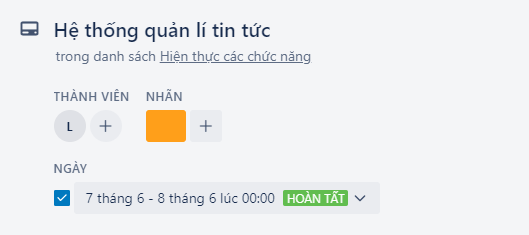 Hệ thống quản lí tin tức
trong danh sách Hiện thực các chức năng
THÀNH VIÊN NHÃN
L + +
NGÀY
7 tháng 6 - 8 tháng 6 lúc 00:00 HOÀN TẤT